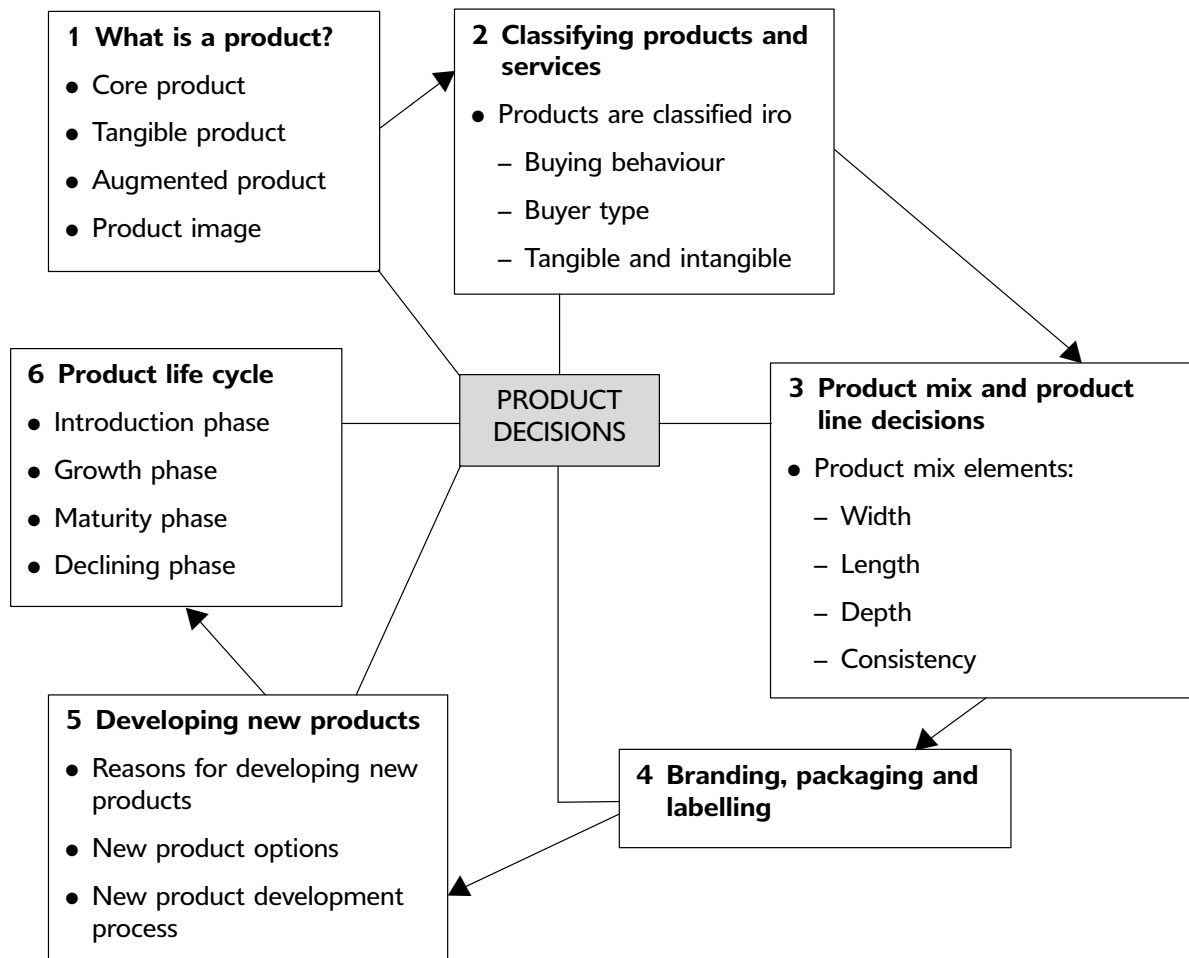 1 What is a product?
● Core product
● Tangible product
● Augmented product
● Product image
2 Classifying products and
services
● Products are classified iro
– Buying behaviour
– Buyer type
– Tangible and intangible
PRODUCT
DECISIONS
3 Product mix and product
line decisions
● Product mix elements:
– Width
– Length
– Depth
– Consistency
4 Branding, packaging and
labelling
5 Developing new products
● Reasons for developing new
products
● New product options
● New product development
process
6 Product life cycle
● Introduction phase
● Growth phase
● Maturity phase
● Declining phase